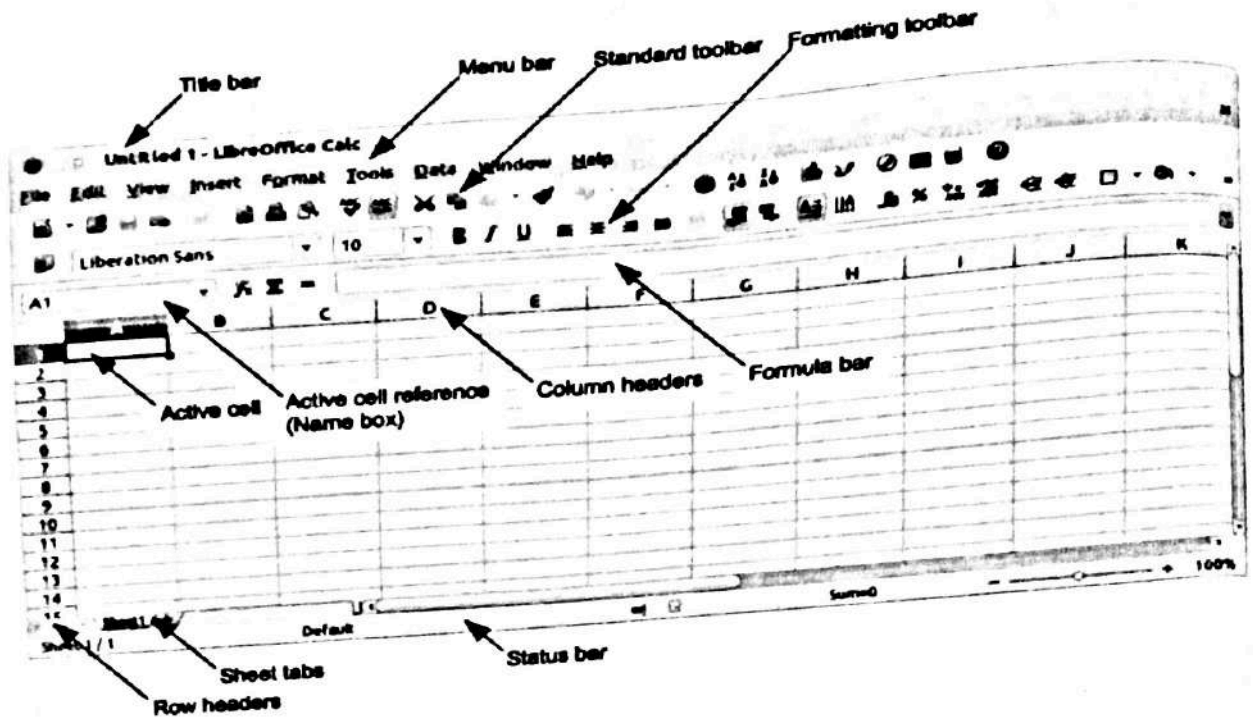 Formatting toolbar
Standard toolbar
Menu bar
Title bar
Untitled 1 - LibreOffice Calc
File Edit View Insert Format Tools Data Window Help
Liberation Sans 10 B I U
A1
B C D E F G H I J K
2
3
4
5
6
7
8
9
10
11
12
13
14
15
Active cell
Active cell reference
(Name box)
Column headers
Formula bar
Sheet1
Sheet 1 / 1
Default
Sum=0
100%
Status bar
Sheet tabs
Row headers